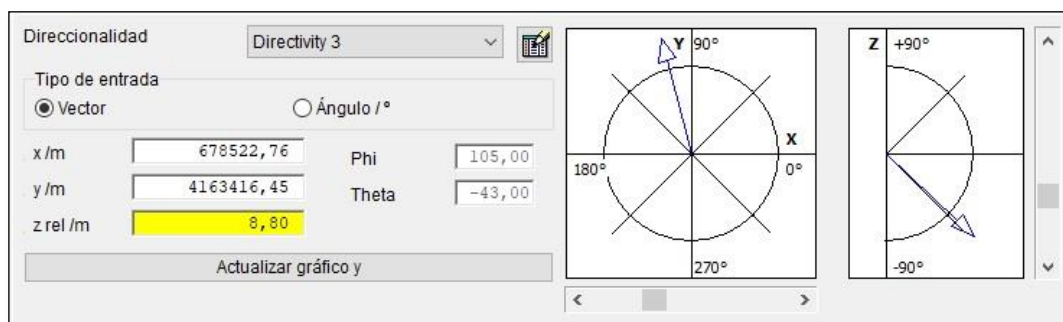 Direccionalidad
Directivity 3
Tipo de entrada
Vector
Ángulo / º
x /m
678522,76
Phi
105,00
y /m
4163416,45
Theta
-43,00
z rel /m
8,80
Actualizar gráfico y
Y 90°
X
180°
0°
270°
Z +90°
-90°